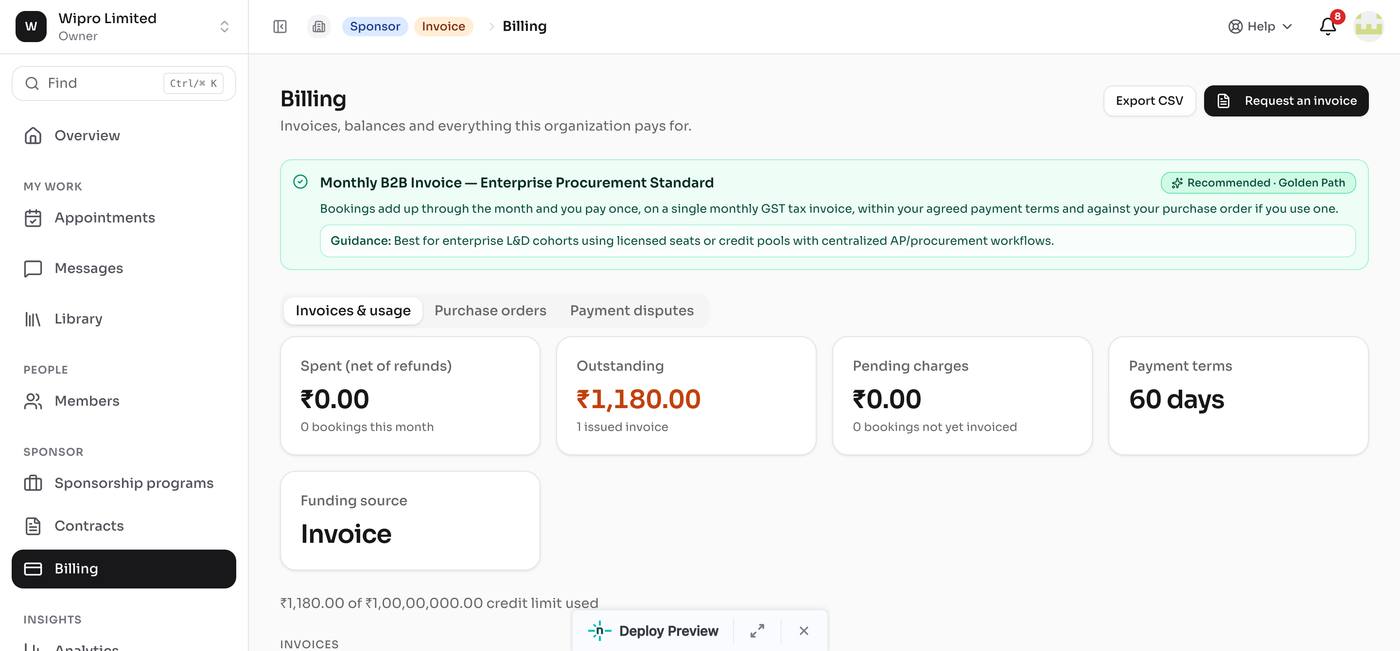 W
Wipro Limited
Owner
Find
Ctrl/⌘ K
Overview
MY WORK
Appointments
Messages
Library
PEOPLE
Members
SPONSOR
Sponsorship programs
Contracts
Billing
INSIGHTS
Analytics
Sponsor
Invoice
Billing
Help
8
Billing
Invoices, balances and everything this organization pays for.
Export CSV
Request an invoice
Monthly B2B Invoice — Enterprise Procurement Standard
Recommended · Golden Path
Bookings add up through the month and you pay once, on a single monthly GST tax invoice, within your agreed payment terms and against your purchase order if you use one.
Guidance: Best for enterprise L&D cohorts using licensed seats or credit pools with centralized AP/procurement workflows.
Invoices & usage
Purchase orders
Payment disputes
Spent (net of refunds)
₹0.00
0 bookings this month
Outstanding
₹1,180.00
1 issued invoice
Pending charges
₹0.00
0 bookings not yet invoiced
Payment terms
60 days
Funding source
Invoice
₹1,180.00 of ₹1,00,00,000.00 credit limit used
INVOICES
n
Deploy Preview